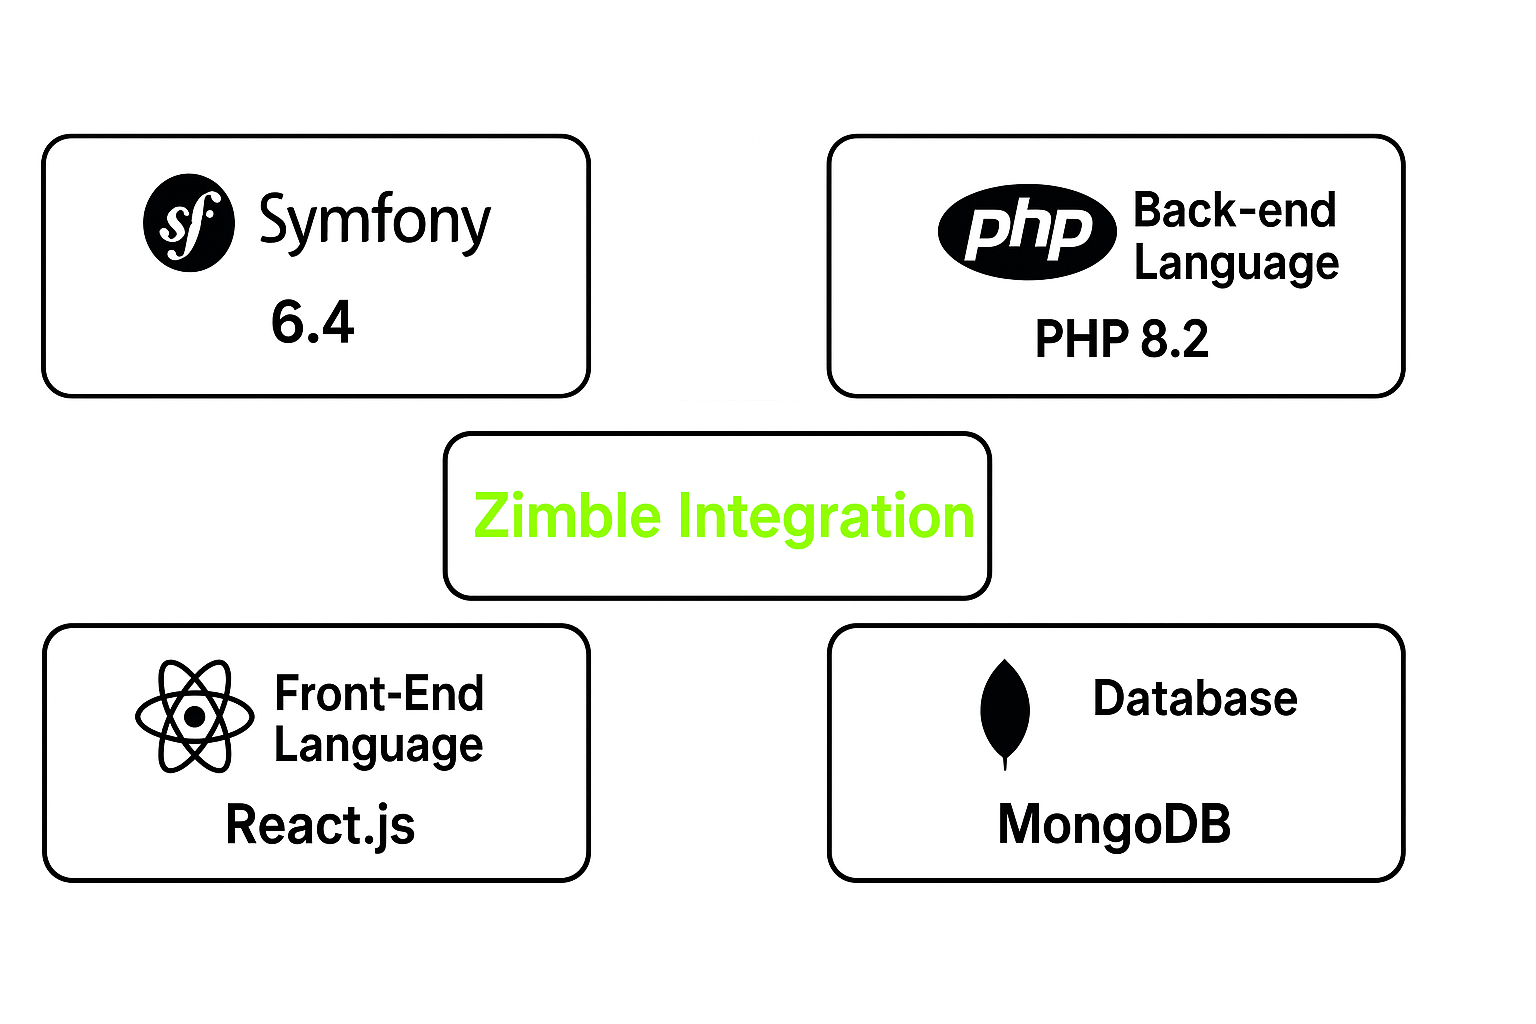 sf Symfony
6.4
php Back-end
Language
PHP 8.2
Zimble Integration
Front-End
Language
React.js
Database
MongoDB